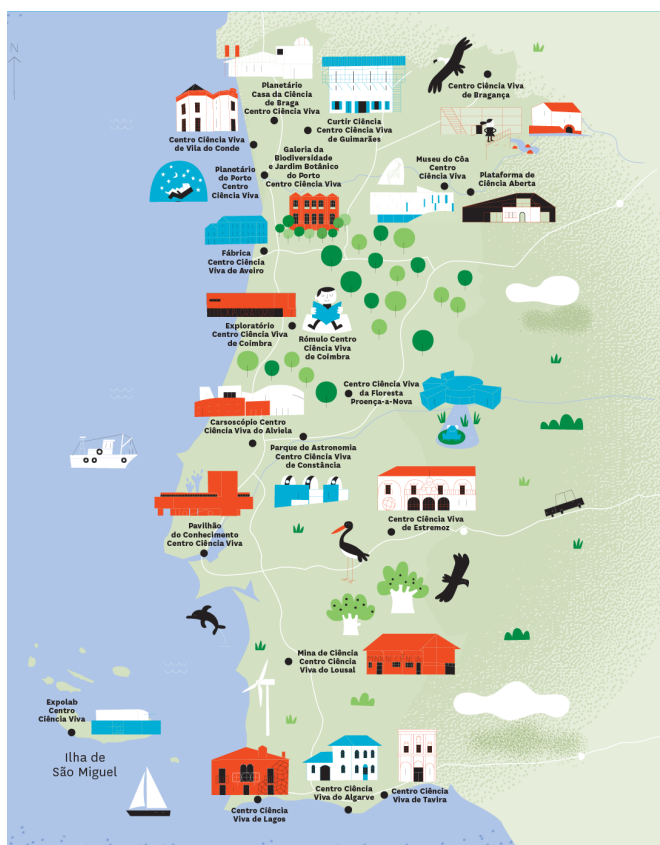 N
Planetário
Casa da Ciência
de Braga
Centro Ciência Viva
Centro Ciência Viva
de Bragança
Curtir Ciência
Centro Ciência Viva
de Guimarães
Centro Ciência Viva
de Vila do Conde
Galeria da
Biodiversidade
e Jardim Botânico
do Porto
Centro Ciência Viva
Planetário
do Porto
Centro
Ciência Viva
Museu do Côa
Centro
Ciência Viva
Plataforma de
Ciência Aberta
Fábrica
Centro Ciência
Viva de Aveiro
Exploratório
Centro Ciência Viva
de Coimbra
Rómulo Centro
Ciência Viva
de Coimbra
Centro Ciência Viva
da Floresta
Proença-a-Nova
Carsoscópio Centro
Ciência Viva do Alviela
Parque de Astronomia
Centro Ciência Viva
de Constância
Pavilhão
do Conhecimento
Centro Ciência Viva
Centro Ciência Viva
de Estremoz
Mina de Ciência
Centro Ciência
Viva do Lousal
Expolab
Centro
Ciência Viva
Ilha de
São Miguel
Centro Ciência
Viva de Lagos
Centro Ciência
Viva do Algarve
Centro Ciência
Viva de Tavira